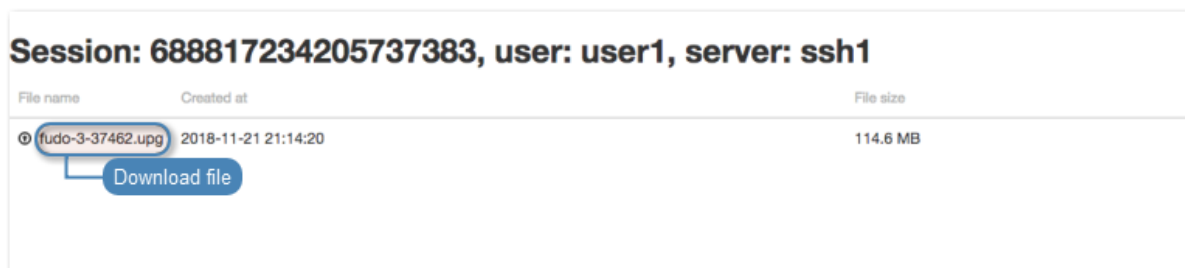 Session: 688817234205737383, user: user1, server: ssh1
File name Created at File size
fudo-3-37462.upg 2018-11-21 21:14:20 114.6 MB
Download file